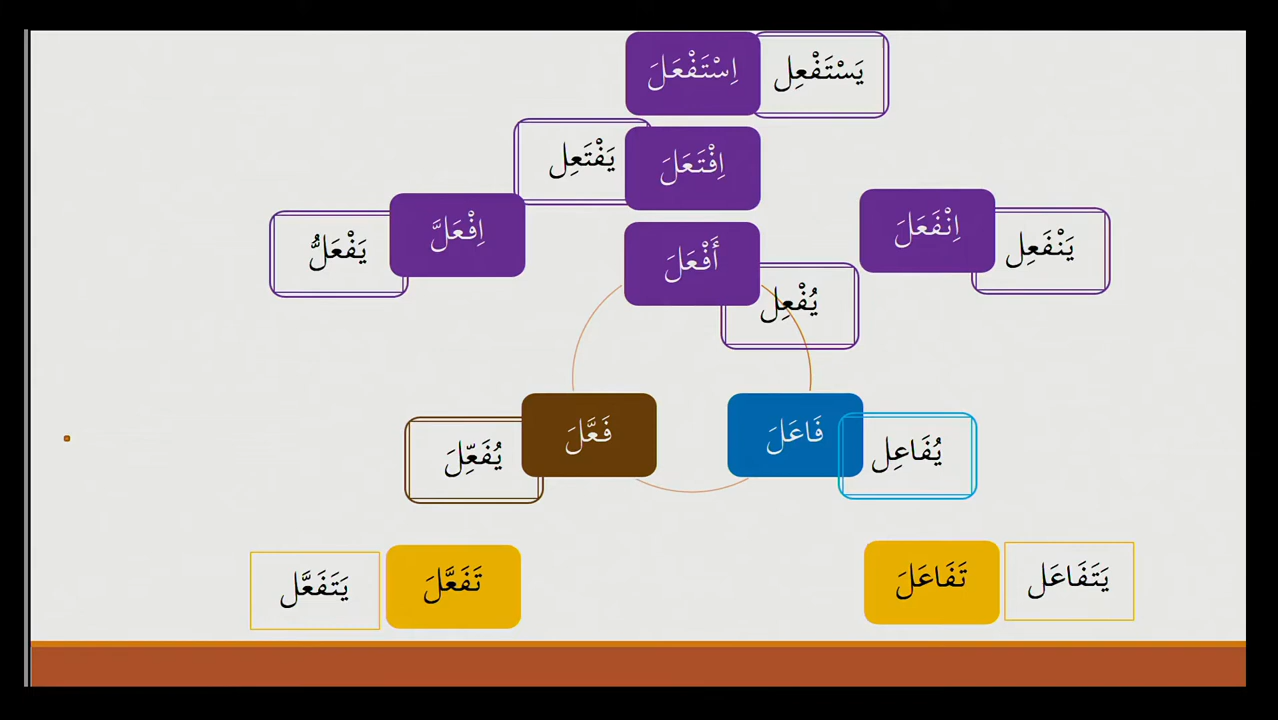 اِسْتَفْعَلَ
يَسْتَفْعِل
اِفْتَعَلَ
يَفْتَعِل
اِنْفَعَلَ
يَنْفَعِل
اِفْعَلَّ
يَفْعَلُّ
أَفْعَلَ
يُفْعِل
فَاعَلَ
يُفَاعِل
فَعَّلَ
يُفَعِّلَ
تَفَاعَلَ
يَتَفَاعَل
تَفَعَّلَ
يَتَفَعَّل